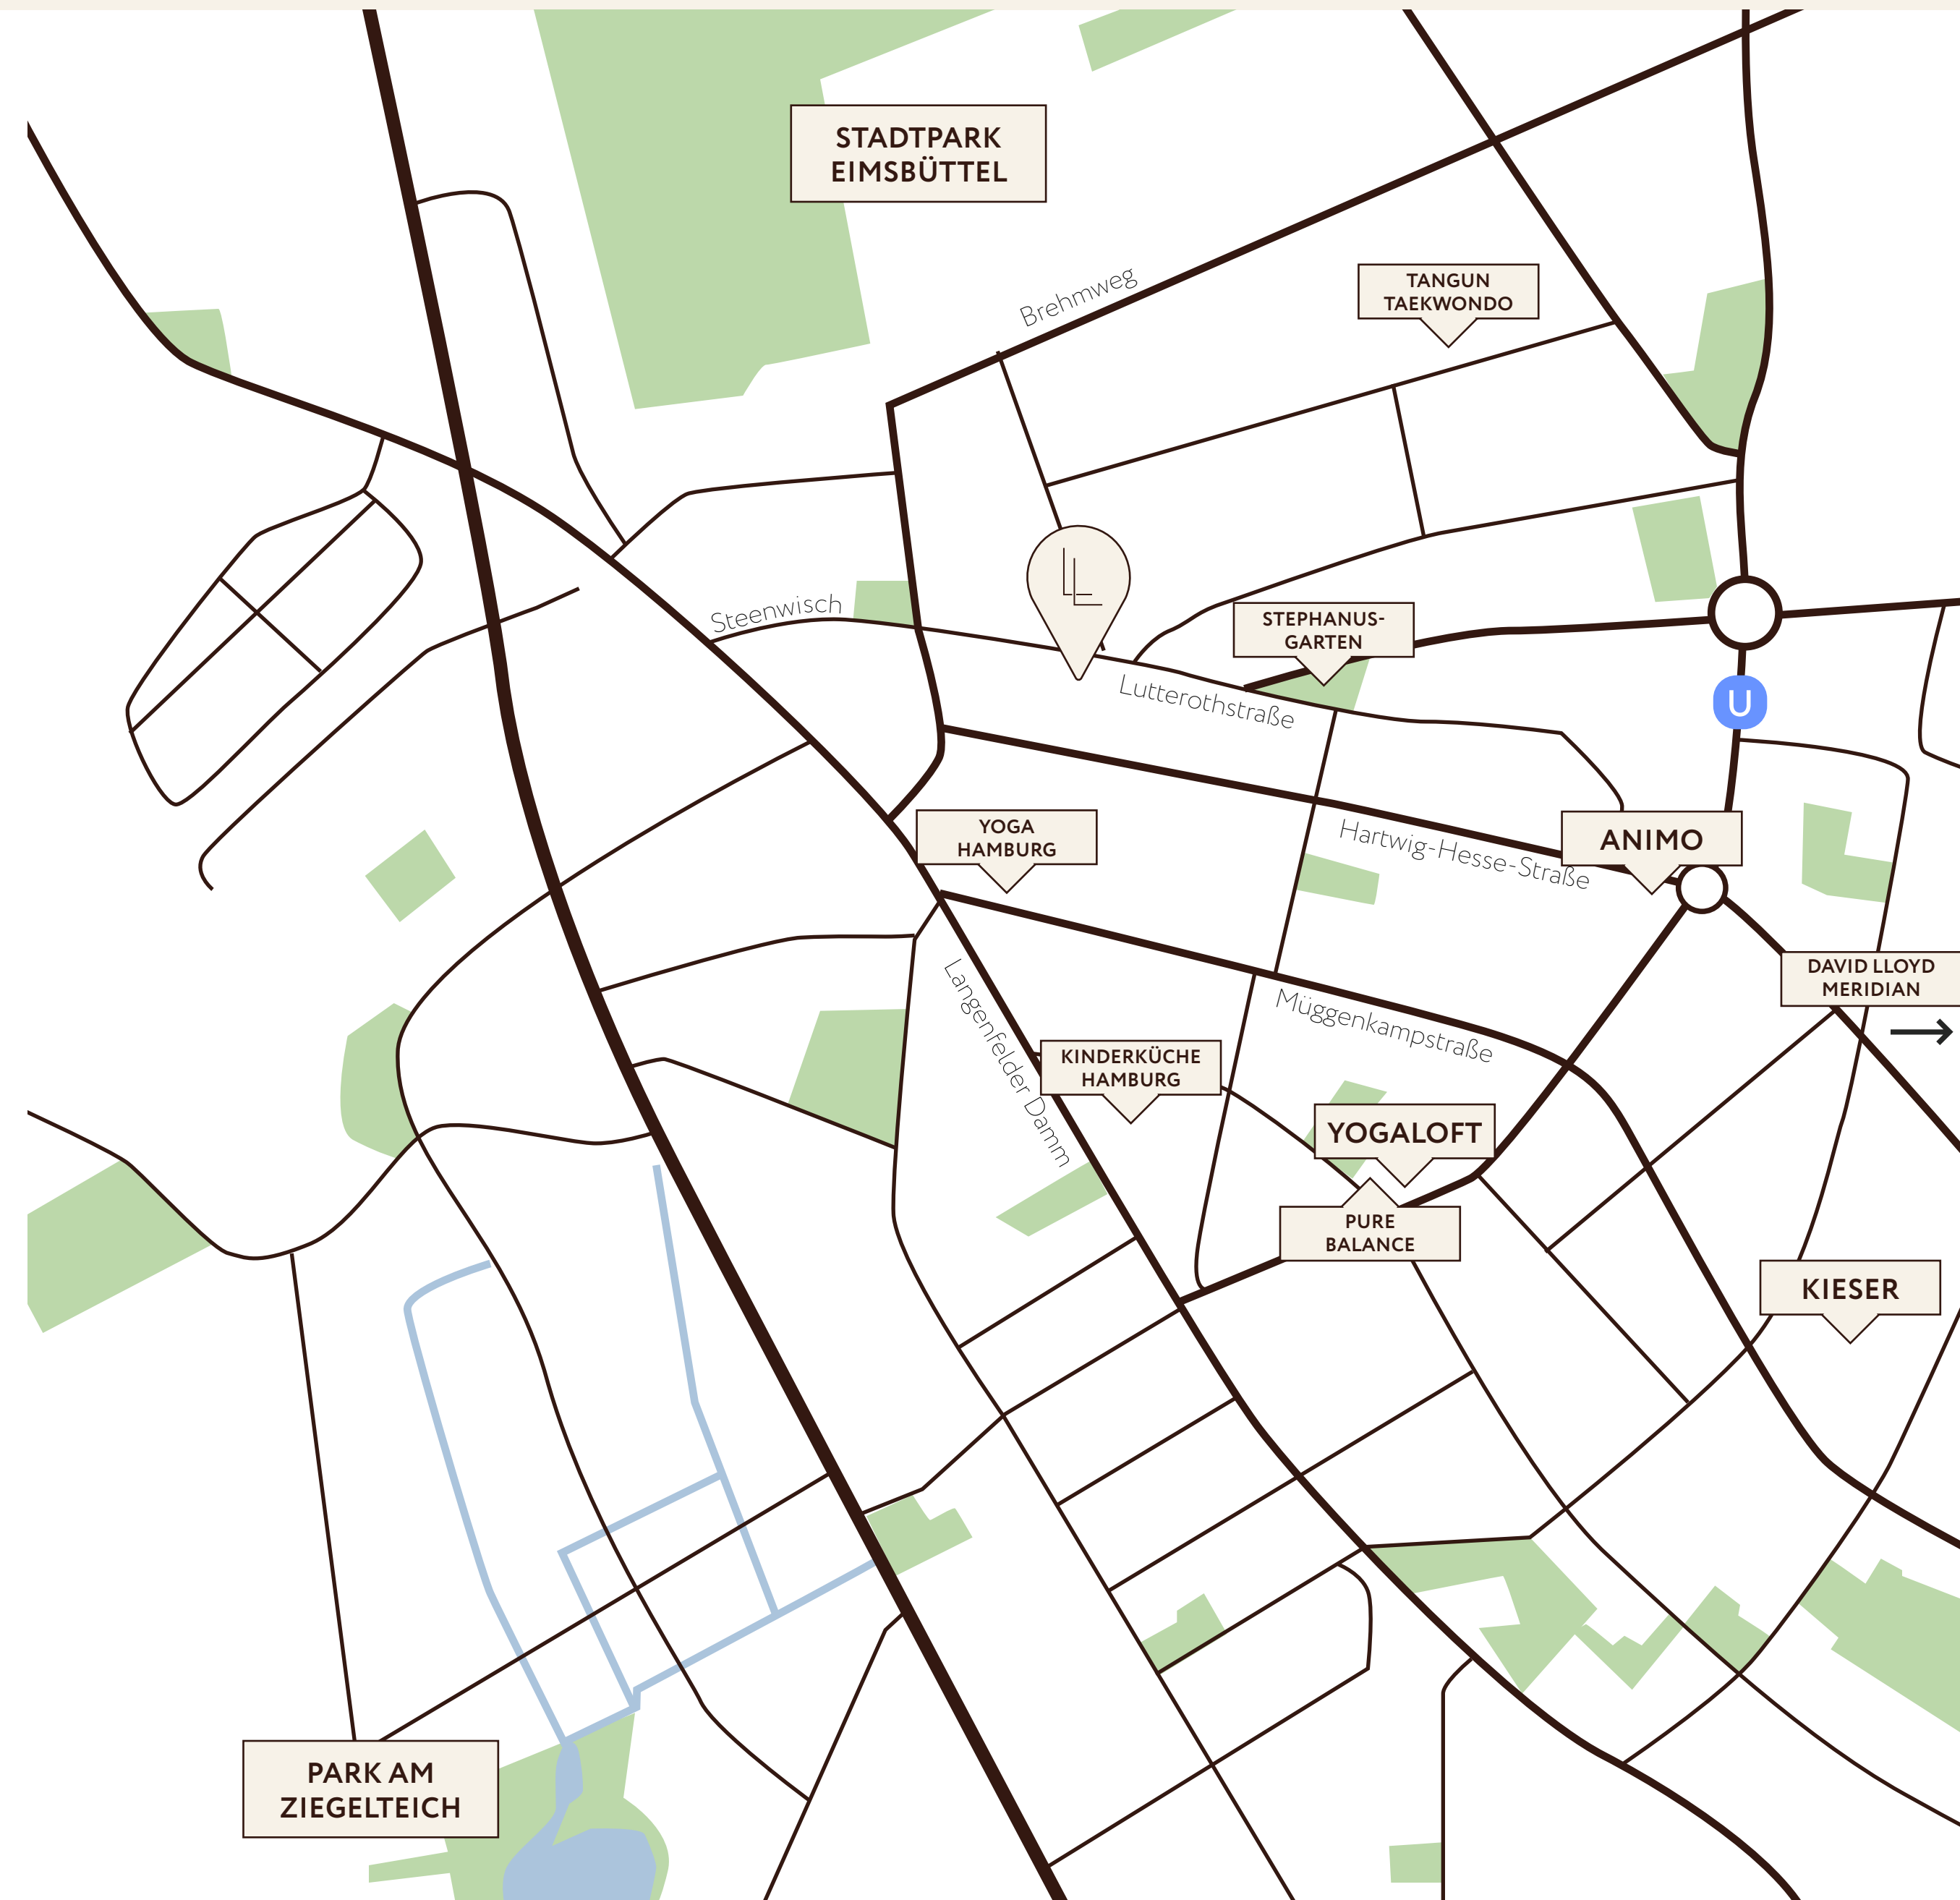 STADTPARK
EIMSBÜTTEL
Brehmweg
TANGUN
TAEKWONDO
LL
Steenwisch
STEPHANUS-
GARTEN
Lutterothstraße
U
YOGA
HAMBURG
ANIMO
Hartwig-Hesse-Straße
DAVID LLOYD
MERIDIAN
Müggenkampstraße
Langenfelder Damm
KINDERKÜCHE
HAMBURG
YOGALOFT
PURE
BALANCE
KIESER
PARK AM
ZIEGELTEICH